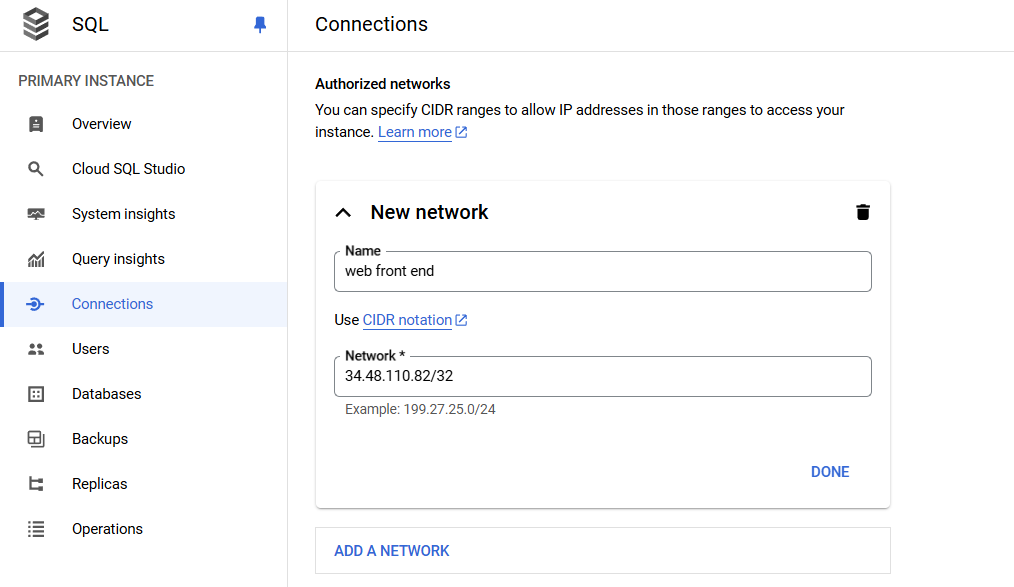 SQL
Connections
PRIMARY INSTANCE
Overview
Cloud SQL Studio
System insights
Query insights
Connections
Users
Databases
Backups
Replicas
Operations
Authorized networks
You can specify CIDR ranges to allow IP addresses in those ranges to access your
instance. Learn more
New network
Name
web front end
Use CIDR notation
Network *
34.48.110.82/32
Example: 199.27.25.0/24
DONE
ADD A NETWORK